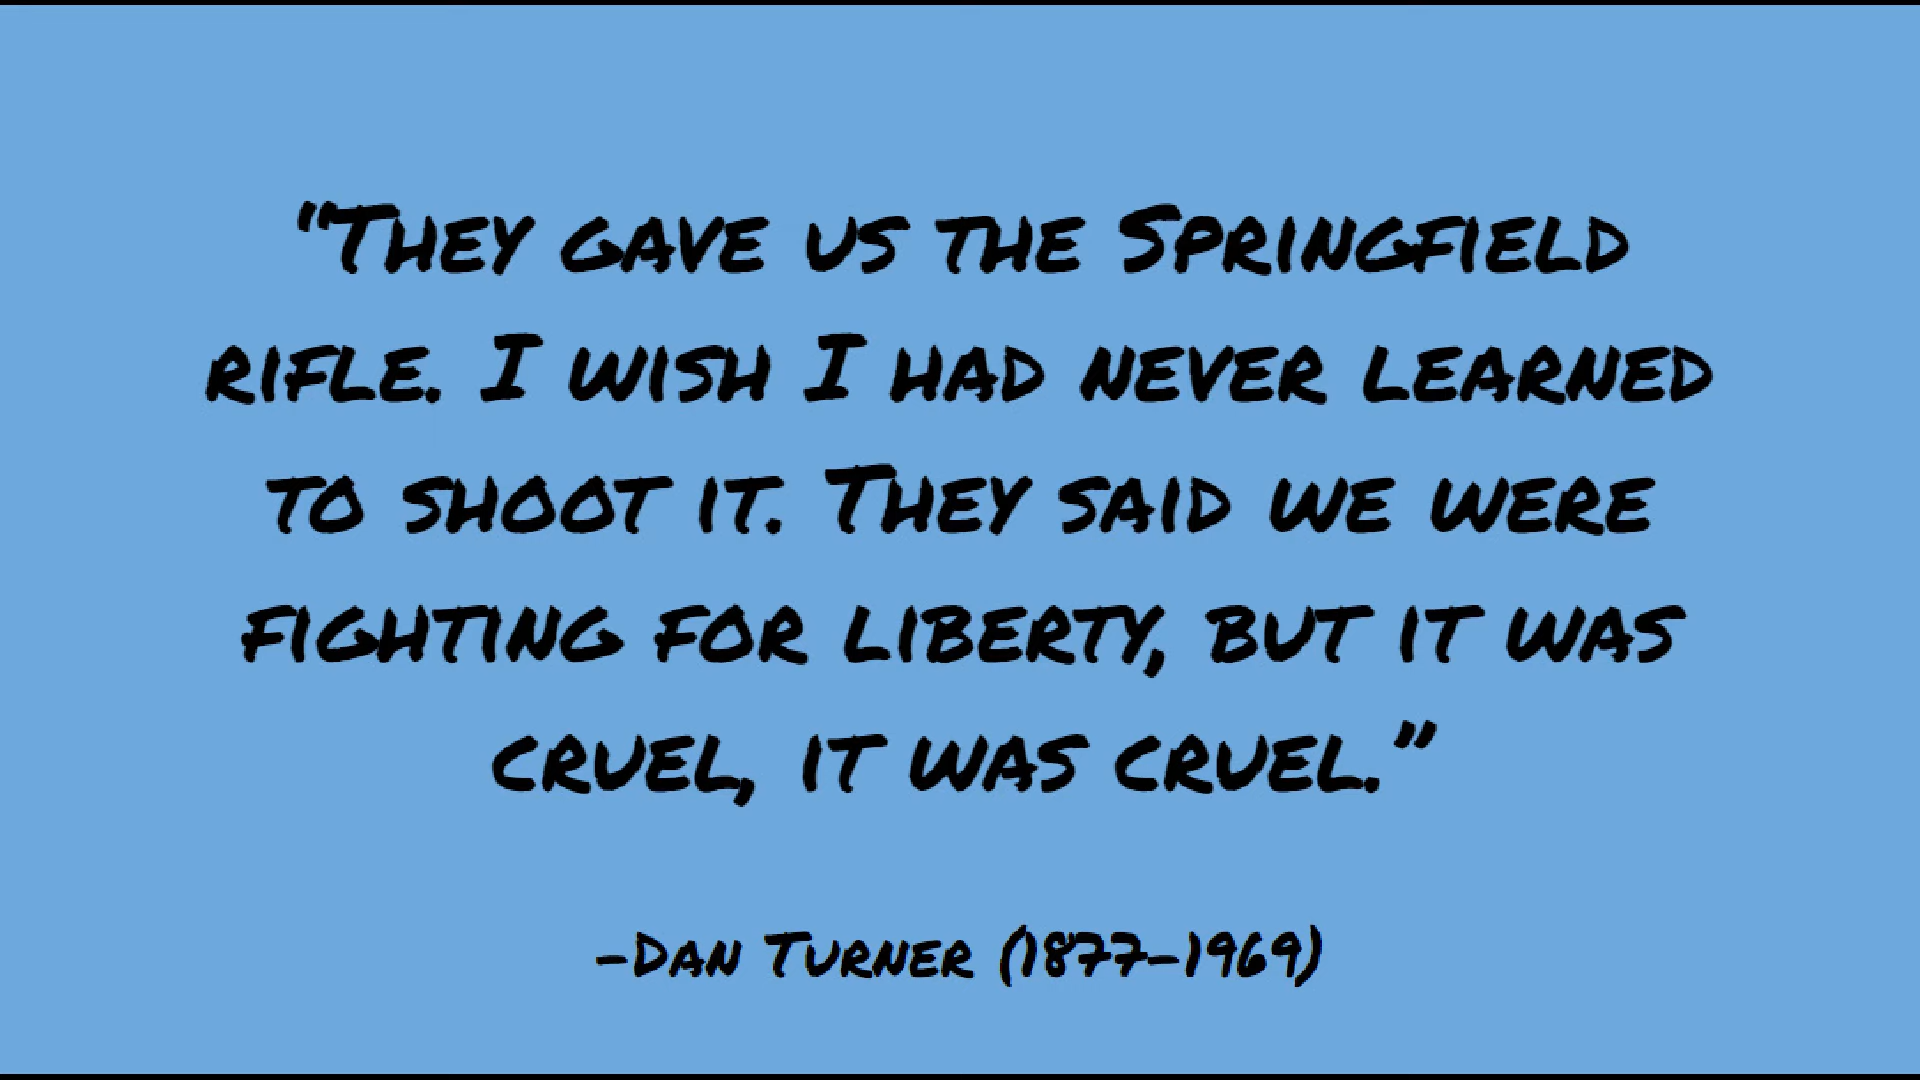 “They gave us the Springfield
rifle. I wish I had never learned
to shoot it. They said we were
fighting for liberty, but it was
cruel, it was cruel.”
-Dan Turner (1877-1969)